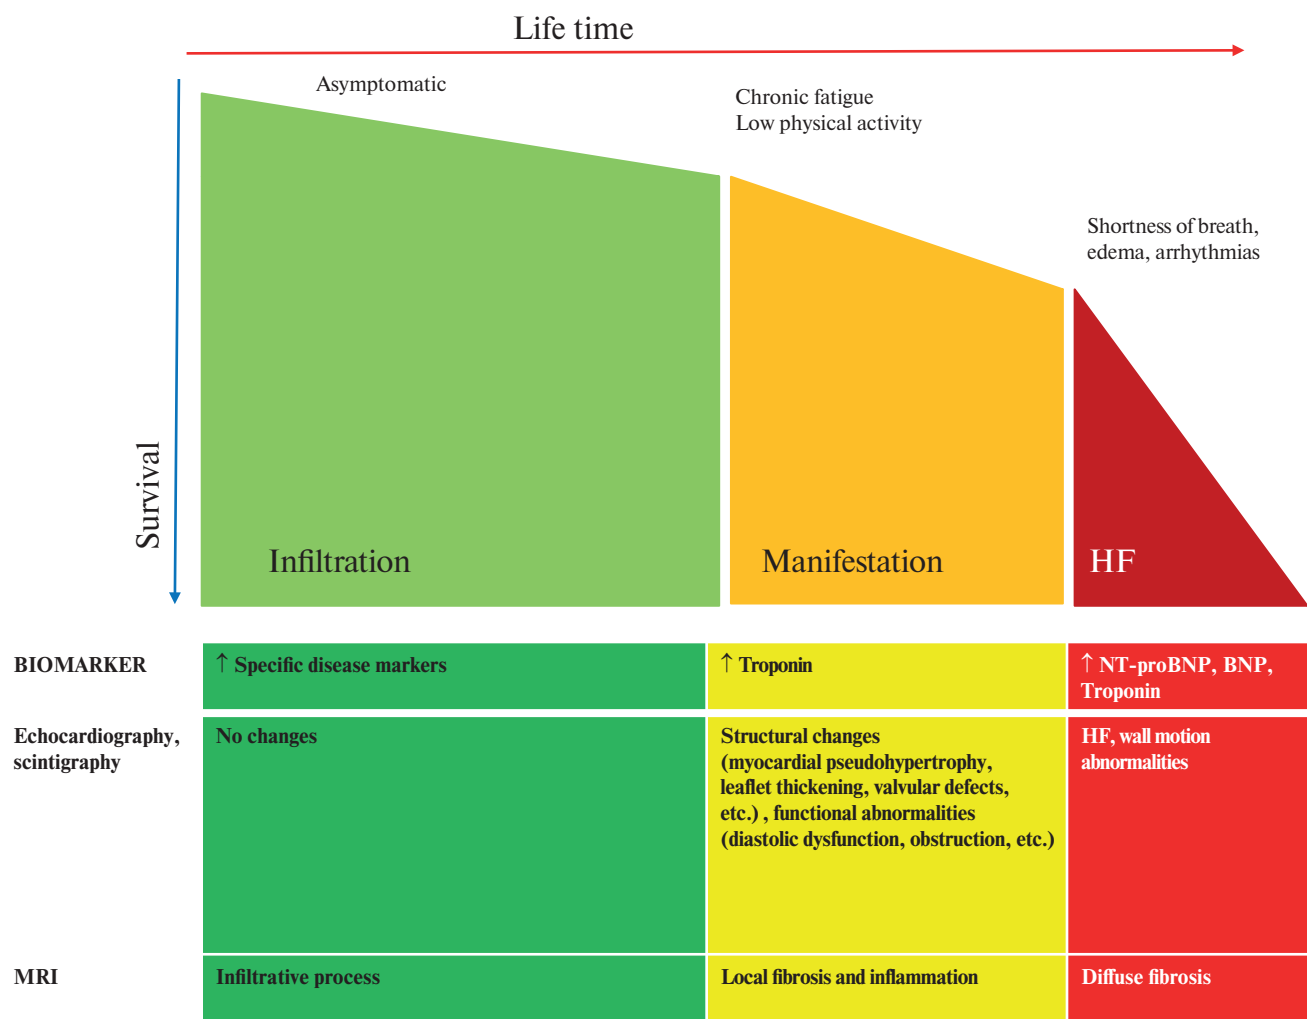 Life time
Asymptomatic
Chronic fatigue
Low physical activity
Shortness of breath,
edema, arrhythmias
Survival
Infiltration
Manifestation
HF
BIOMARKER
↑ Specific disease markers
↑ Troponin
↑ NT-proBNP, BNP,
Troponin
Echocardiography,
scintigraphy
No changes
Structural changes
(myocardial pseudohypertrophy,
leaflet thickening, valvular defects,
etc.) , functional abnormalities
(diastolic dysfunction, obstruction, etc.)
HF, wall motion
abnormalities
MRI
Infiltrative process
Local fibrosis and inflammation
Diffuse fibrosis